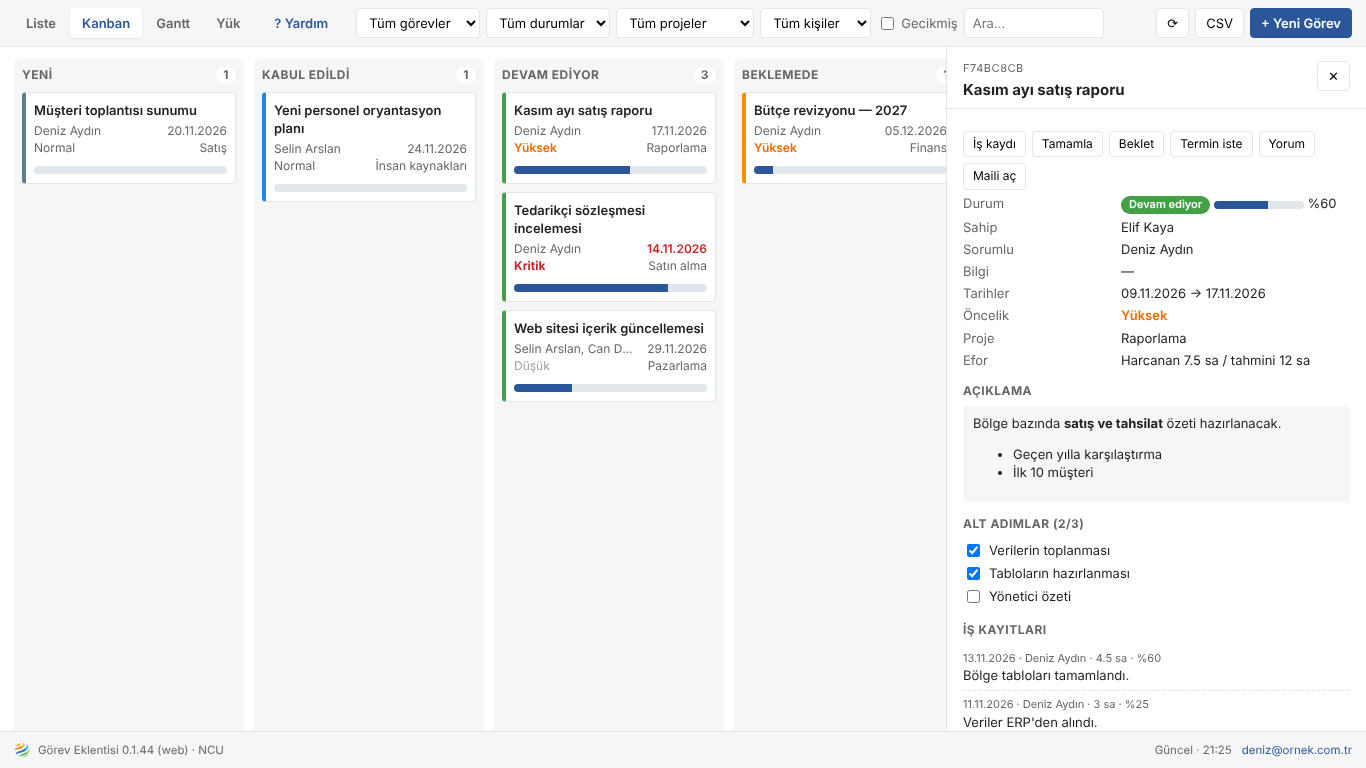 Liste Kanban Gantt Yük ? Yardım Tüm görevler Tüm durumlar Tüm projeler Tüm kişiler Gecikmiş Ara... ⟳ CSV + Yeni Görev
YENİ 1
Müşteri toplantısı sunumu
Deniz Aydın 20.11.2026
Normal Satış
KABUL EDİLDİ 1
Yeni personel oryantasyon
planı
Selin Arslan 24.11.2026
Normal İnsan kaynakları
DEVAM EDİYOR 3
Kasım ayı satış raporu
Deniz Aydın 17.11.2026
Yüksek Raporlama
Tedarikçi sözleşmesi
incelemesi
Deniz Aydın 14.11.2026
Kritik Satın alma
Web sitesi içerik güncellemesi
Selin Arslan, Can D... 29.11.2026
Düşük Pazarlama
BEKLEMEDE 1
Bütçe revizyonu — 2027
Deniz Aydın 05.12.2026
Yüksek Finans
F74BC8CB
Kasım ayı satış raporu ✕
İş kaydı Tamamla Beklet Termin iste Yorum
Maili aç
Durum Devam ediyor %60
Sahip Elif Kaya
Sorumlu Deniz Aydın
Bilgi —
Tarihler 09.11.2026 → 17.11.2026
Öncelik Yüksek
Proje Raporlama
Efor Harcanan 7.5 sa / tahmini 12 sa
AÇIKLAMA
Bölge bazında satış ve tahsilat özeti hazırlanacak.
• Geçen yılla karşılaştırma
• İlk 10 müşteri
ALT ADIMLAR (2/3)
Verilerin toplanması
Tabloların hazırlanması
Yönetici özeti
İŞ KAYITLARI
13.11.2026 · Deniz Aydın · 4.5 sa · %60
Bölge tabloları tamamlandı.
11.11.2026 · Deniz Aydın · 3 sa · %25
Veriler ERP'den alındı.
Görev Eklentisi 0.1.44 (web) · NCU Güncel · 21:25 deniz@ornek.com.tr